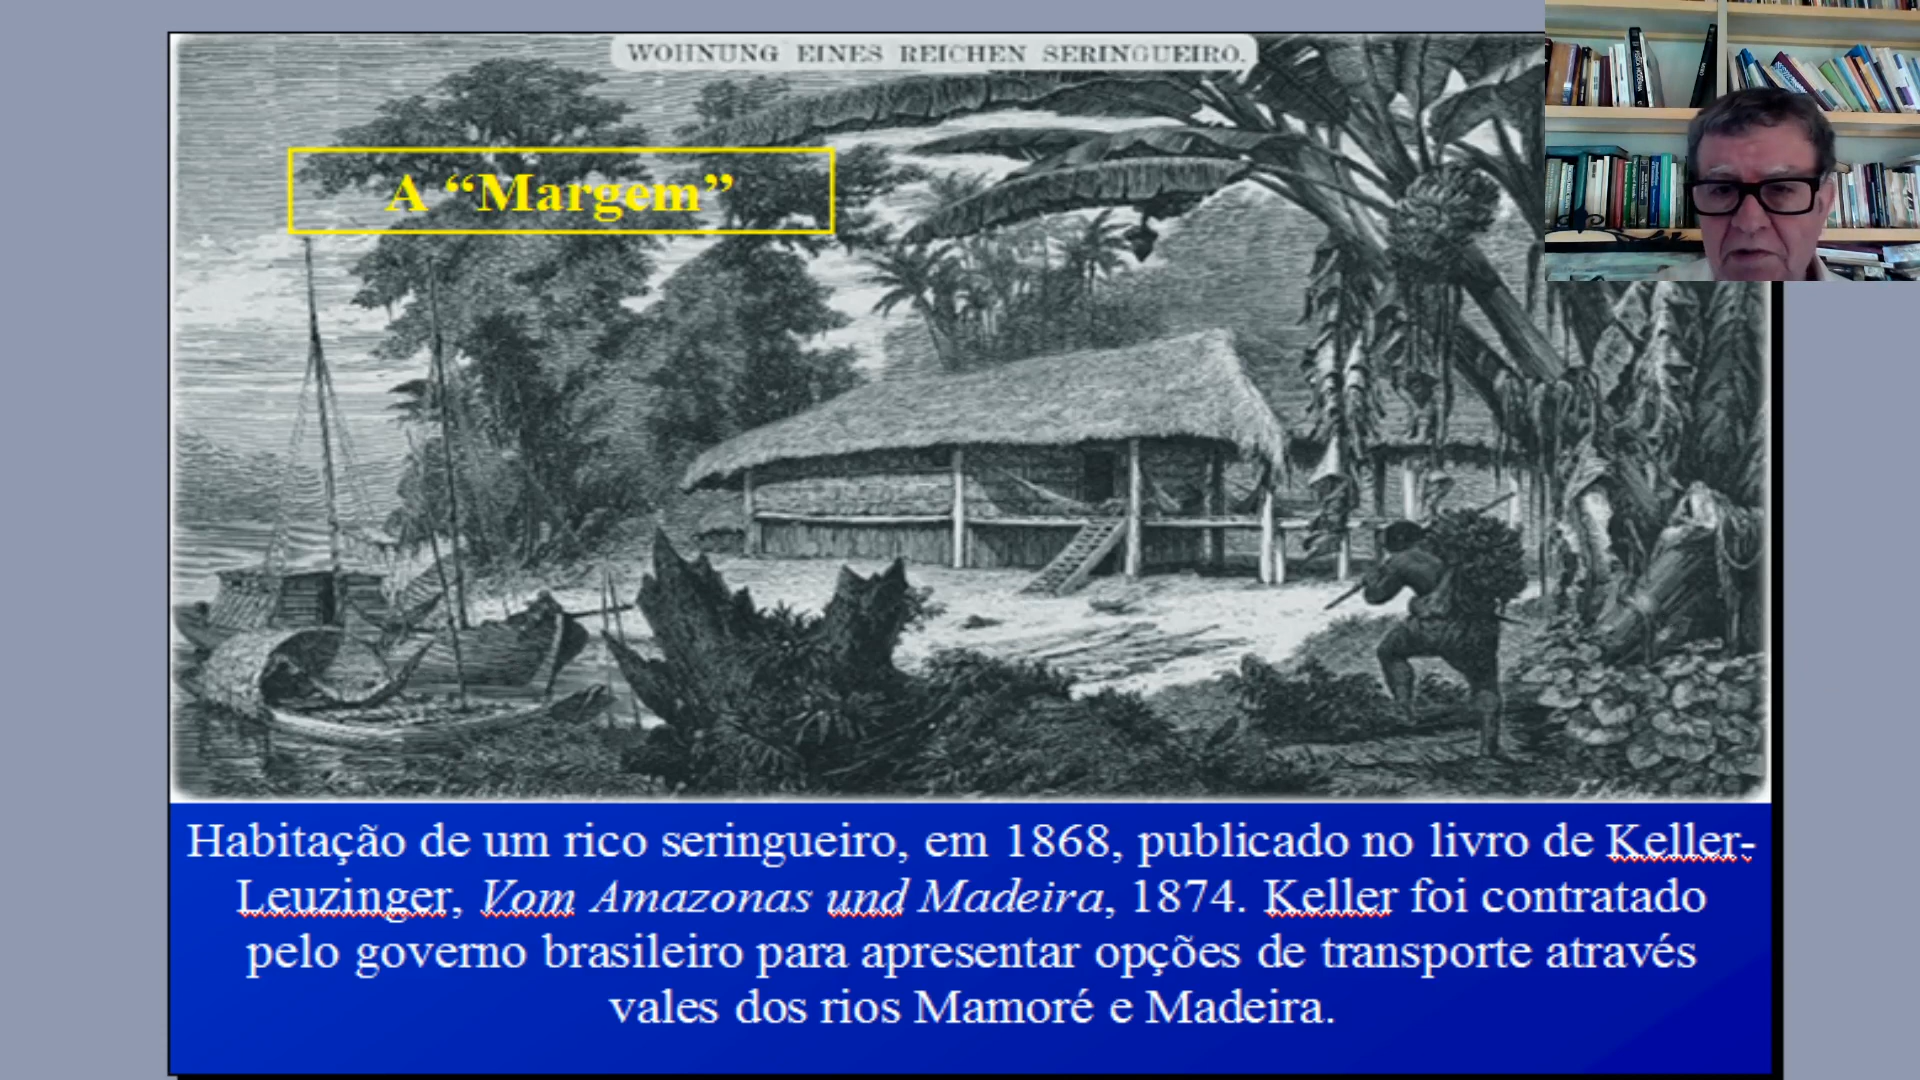 WOHNUNG EINES REICHEN SERINGUEIRO.
A “Margem”
Habitação de um rico seringueiro, em 1868, publicado no livro de Keller-
Leuzinger, Vom Amazonas und Madeira, 1874. Keller foi contratado
pelo governo brasileiro para apresentar opções de transporte através
vales dos rios Mamoré e Madeira.